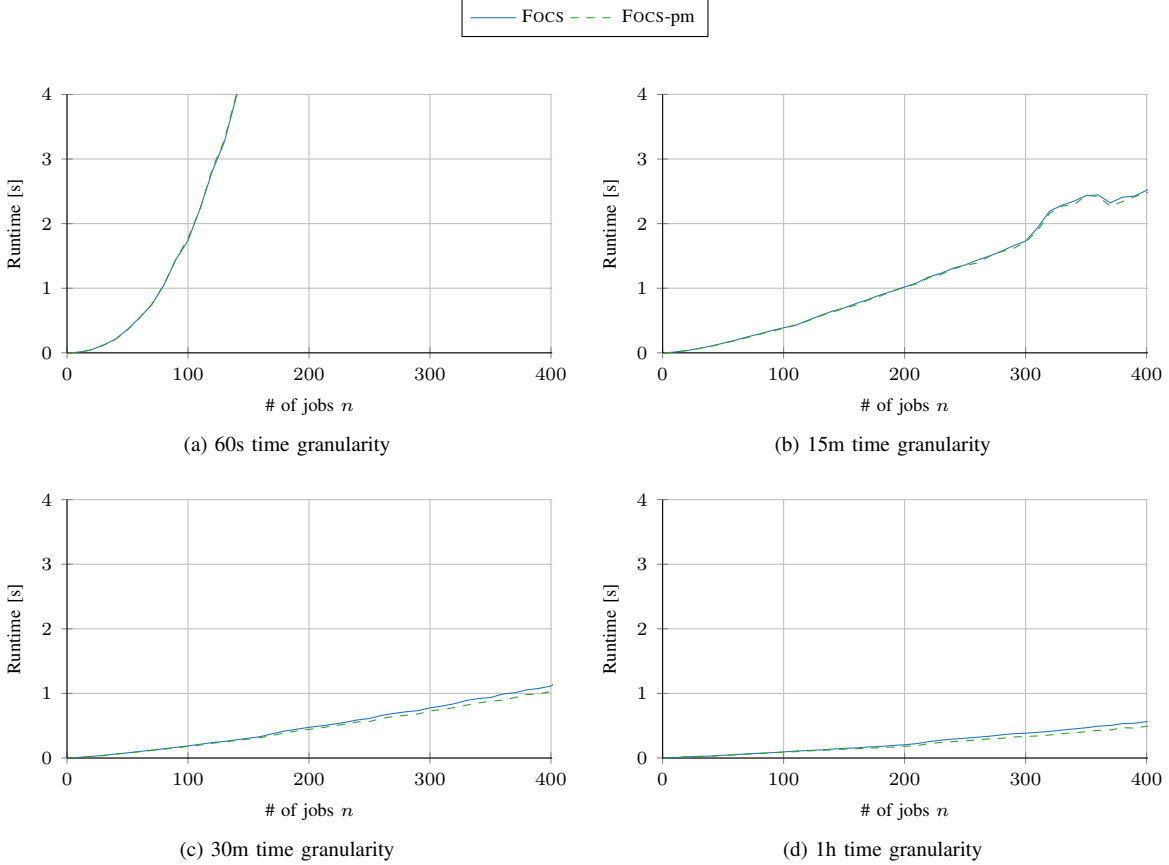 FOCS FOCS-pm
4
3
2
1
0
0 100 200 300 400
Runtime [s]
# of jobs n
(a) 60s time granularity
4
3
2
1
0
0 100 200 300 400
Runtime [s]
# of jobs n
(b) 15m time granularity
4
3
2
1
0
0 100 200 300 400
Runtime [s]
# of jobs n
(c) 30m time granularity
4
3
2
1
0
0 100 200 300 400
Runtime [s]
# of jobs n
(d) 1h time granularity